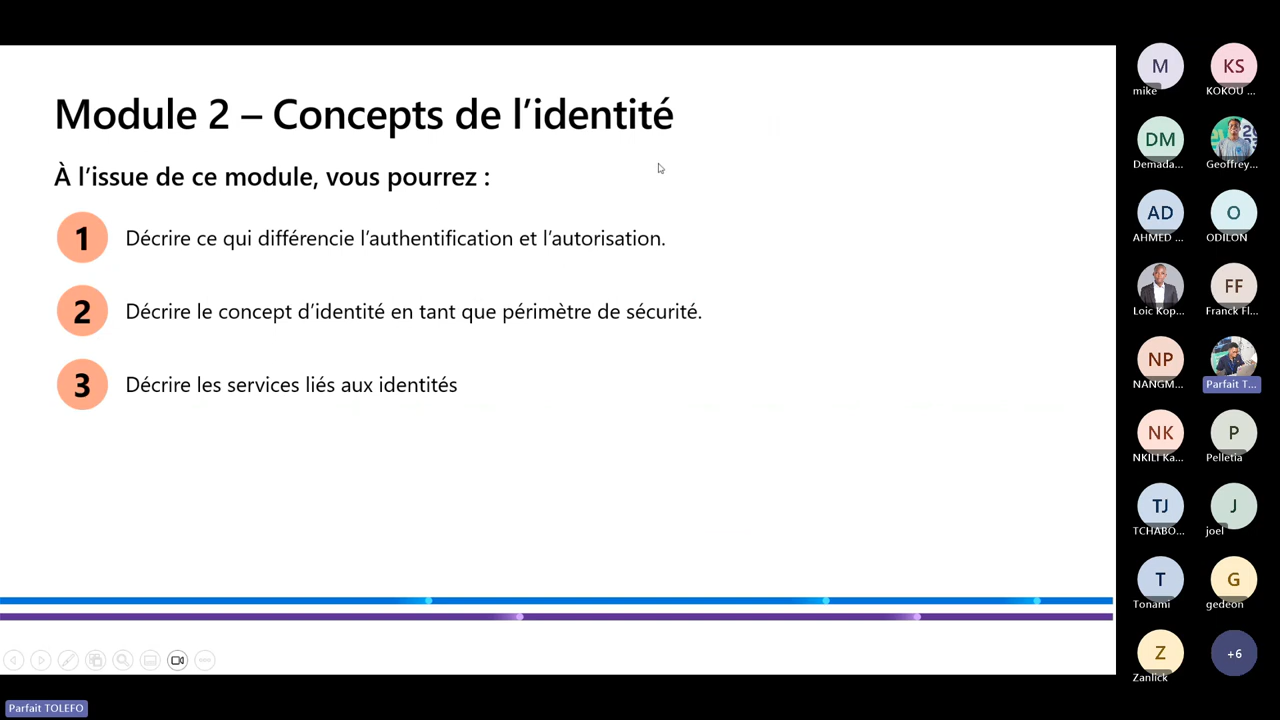 Module 2 – Concepts de l’identité
À l’issue de ce module, vous pourrez :
1 Décrire ce qui différencie l’authentification et l’autorisation.
2 Décrire le concept d’identité en tant que périmètre de sécurité.
3 Décrire les services liés aux identités
M KS
mike KOKOU ...
DM
Demada... Geoffrey...
AD O
AHMED ... ODILON
FF
Loic Kop... Franck Fl...
NP
NANGM... Parfait T...
NK P
NKILI Ka... Pelletia
TJ J
TCHABO... joel
T G
Tonami gedeon
Z +6
Zanlick
Parfait TOLEFO